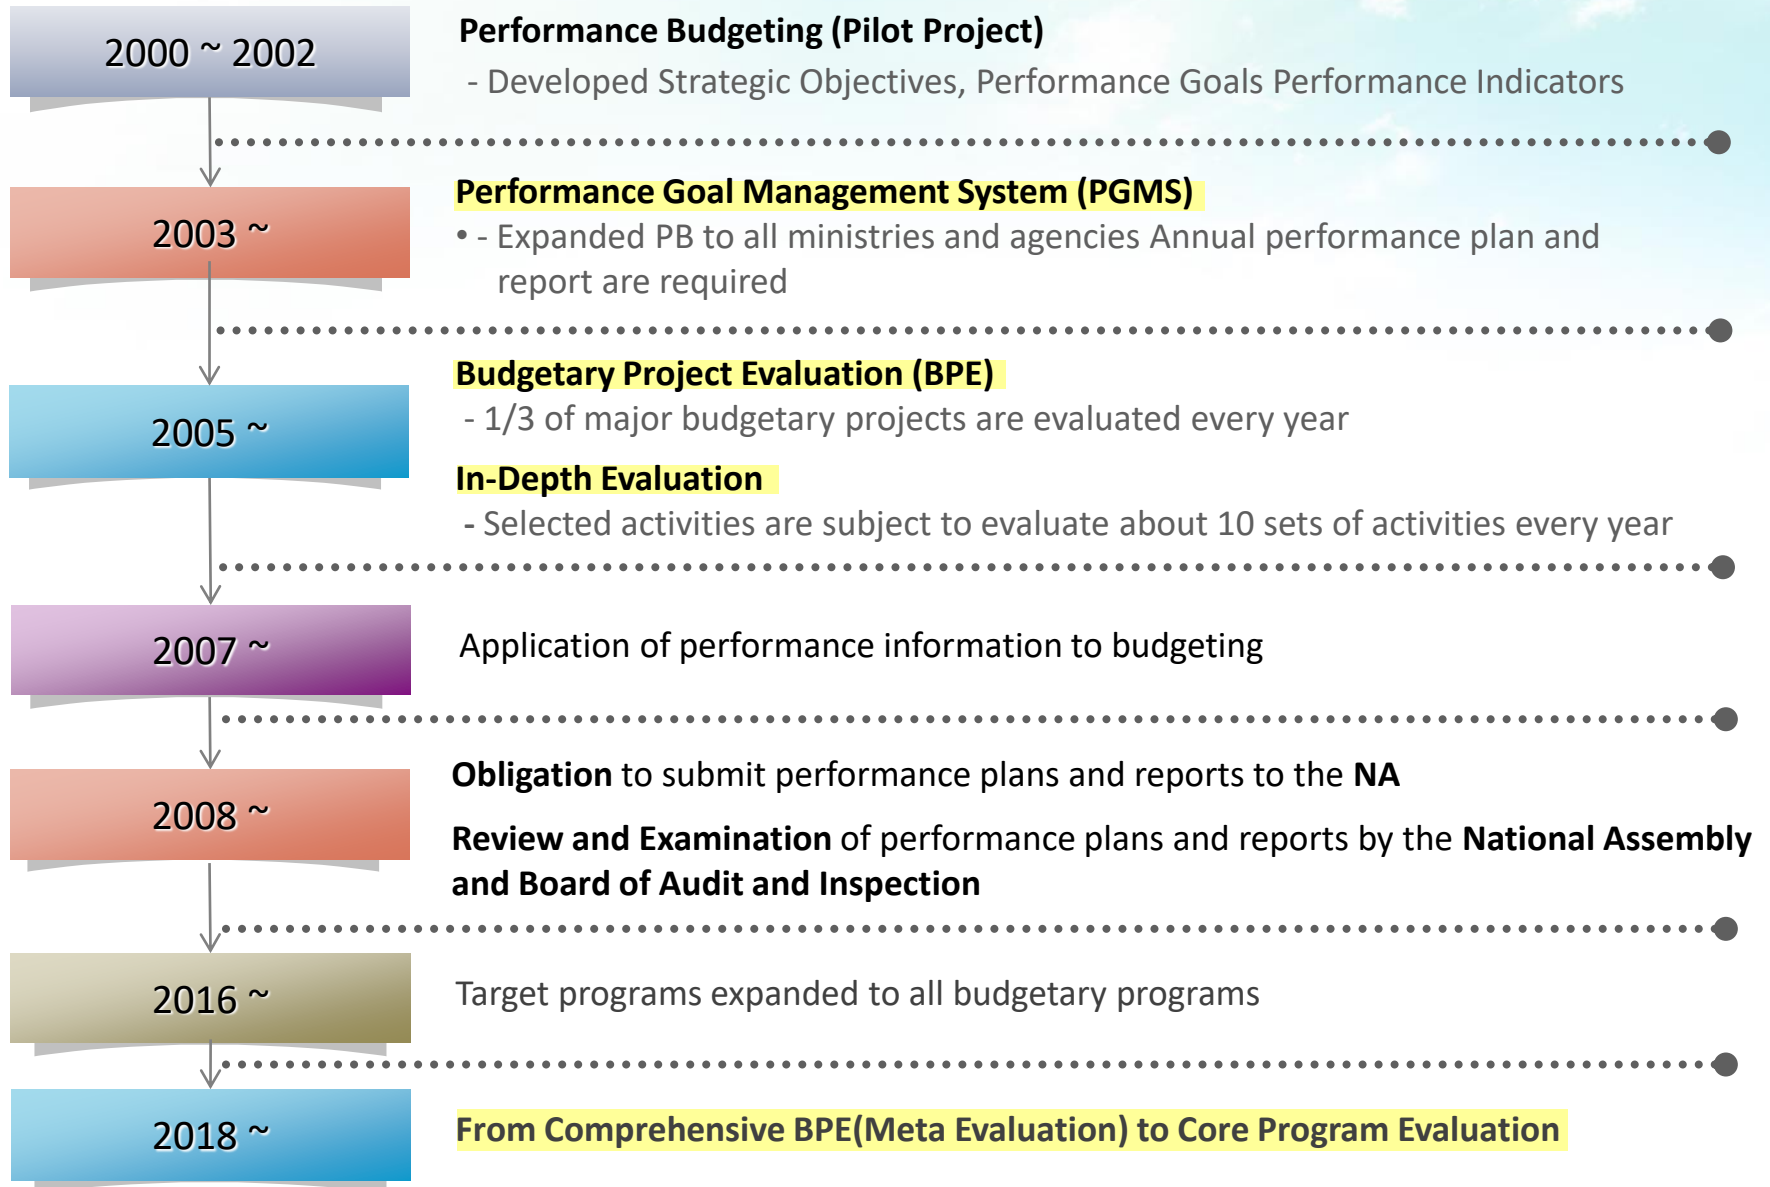 2000 ~ 2002
Performance Budgeting (Pilot Project)
- Developed Strategic Objectives, Performance Goals Performance Indicators
2003 ~
Performance Goal Management System (PGMS)
• - Expanded PB to all ministries and agencies Annual performance plan and
report are required
2005 ~
Budgetary Project Evaluation (BPE)
- 1/3 of major budgetary projects are evaluated every year
In-Depth Evaluation
- Selected activities are subject to evaluate about 10 sets of activities every year
2007 ~
Application of performance information to budgeting
2008 ~
Obligation to submit performance plans and reports to the NA
Review and Examination of performance plans and reports by the National Assembly
and Board of Audit and Inspection
2016 ~
Target programs expanded to all budgetary programs
2018 ~
From Comprehensive BPE(Meta Evaluation) to Core Program Evaluation